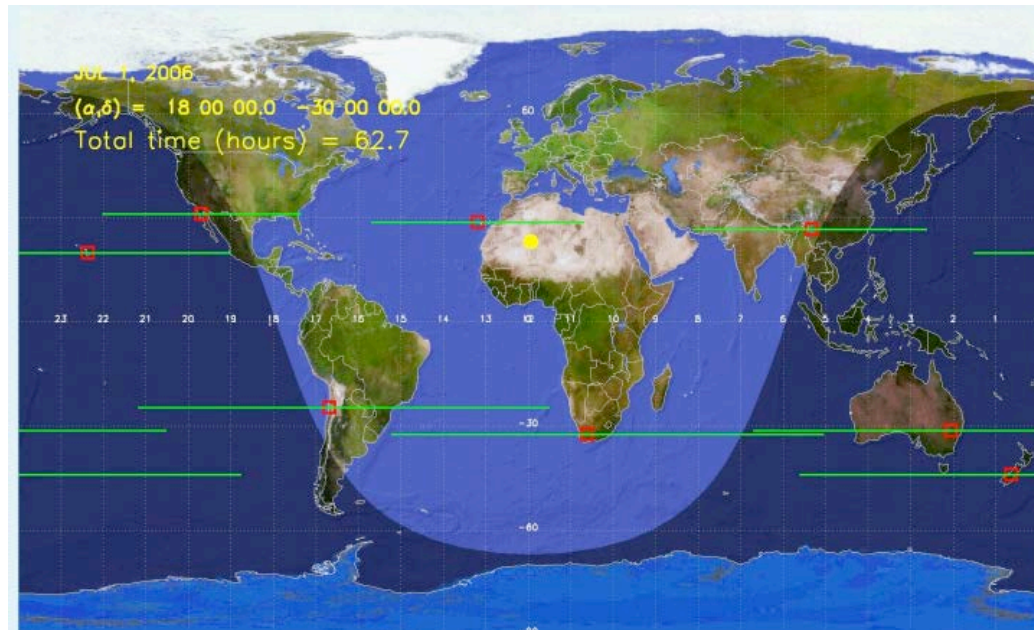 JUL 1, 2006
(α,δ) = 18 00 00.0 -30 00 00.0
Total time (hours) = 62.7
60
23 22 21 20 19 18 17 16 15 14 13 12 11 10 9 8 7 6 5 4 3 2 1
-30
-60